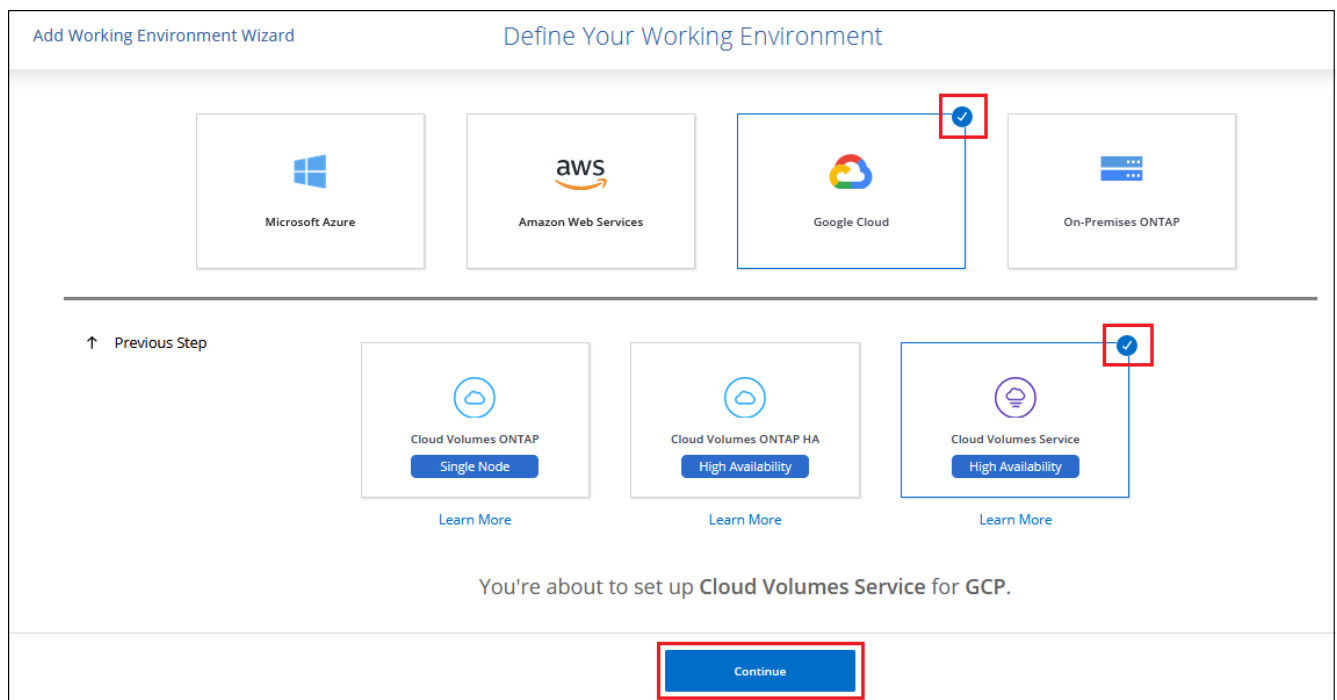 Add Working Environment Wizard
Define Your Working Environment
Microsoft Azure
aws
Amazon Web Services
Google Cloud
On-Premises ONTAP
↑ Previous Step
Cloud Volumes ONTAP
Single Node
Learn More
Cloud Volumes ONTAP HA
High Availability
Learn More
Cloud Volumes Service
High Availability
Learn More
You're about to set up Cloud Volumes Service for GCP.
Continue